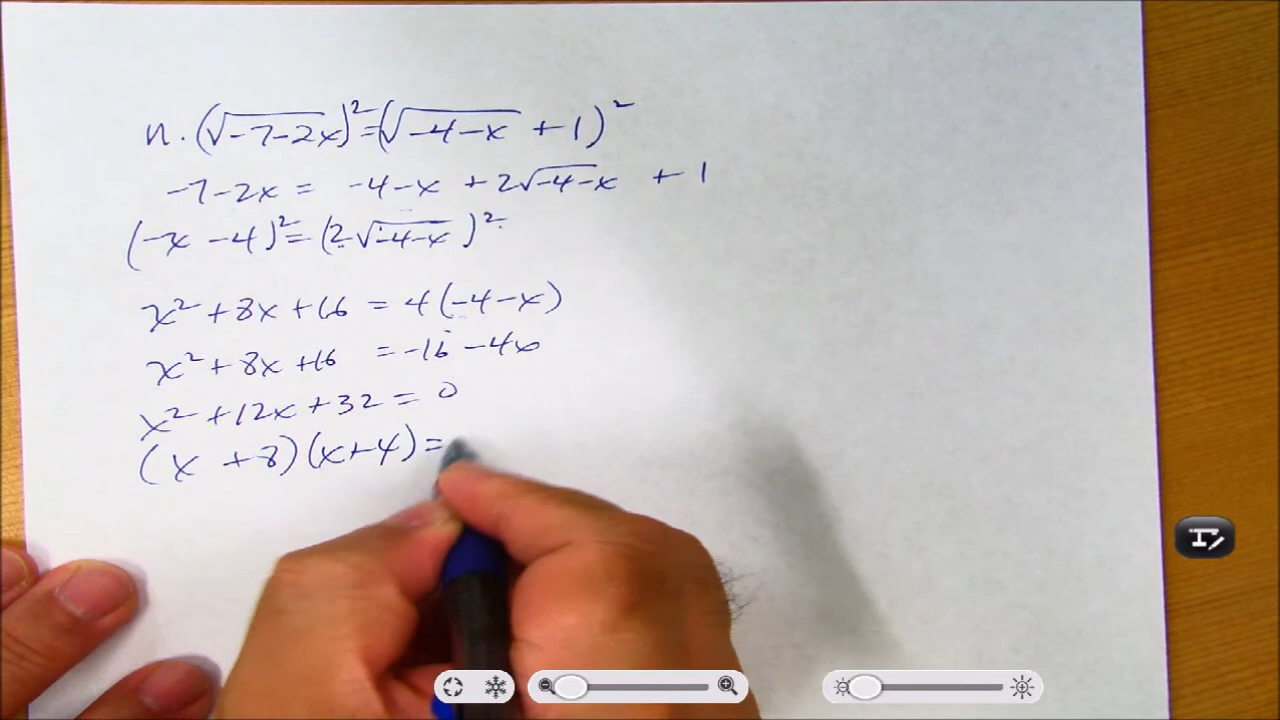 n. (√-7-2x)² = (√-4-x + 1)²
-7-2x = -4-x + 2√-4-x + 1
(-x -4)² = (2√-4-x)²
x² + 8x + 16 = 4(-4-x)
x² + 8x + 16 = -16 -4x
x² + 12x + 32 = 0
(x + 8)(x+4) =